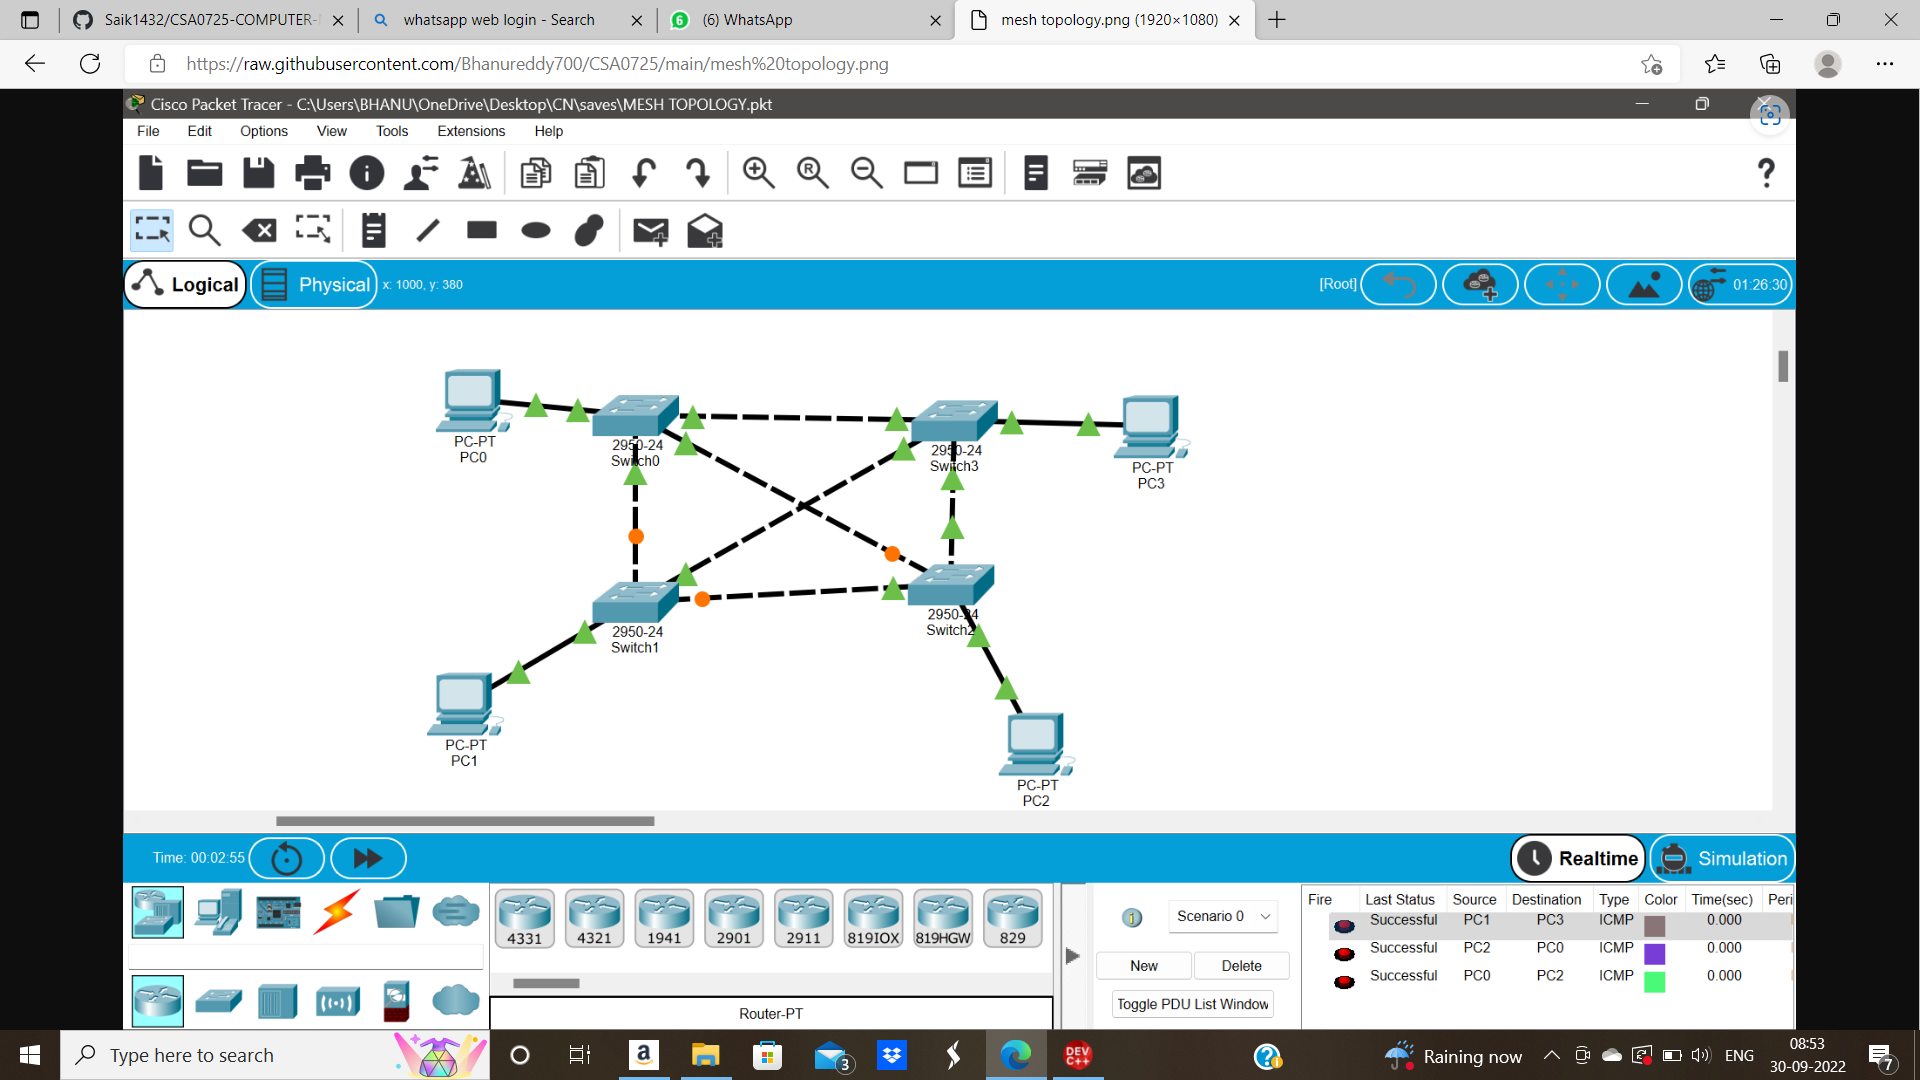 Saik1432/CSA0725-COMPUTER-
whatsapp web login - Search
(6) WhatsApp
mesh topology.png (1920×1080)
https://raw.githubusercontent.com/Bhanureddy700/CSA0725/main/mesh%20topology.png
Cisco Packet Tracer - C:\Users\BHANU\OneDrive\Desktop\CN\saves\MESH TOPOLOGY.pkt
File Edit Options View Tools Extensions Help
Logical Physical x: 1000, y: 380 [Root] 01:26:30
PC-PT
PC0
2950-24
Switch0
2950-24
Switch3
PC-PT
PC3
2950-24
Switch1
2950-24
Switch2
PC-PT
PC1
PC-PT
PC2
Time: 00:02:55
Realtime Simulation
4331 4321 1941 2901 2911 819IOX 819HGW 829
Router-PT
Scenario 0
New Delete
Toggle PDU List Window
Fire Last Status Source Destination Type Color Time(sec) Peri
Successful PC1 PC3 ICMP 0.000
Successful PC2 PC0 ICMP 0.000
Successful PC0 PC2 ICMP 0.000
Type here to search
a
3
DEV
C++
Raining now
ENG
08:53
30-09-2022
7